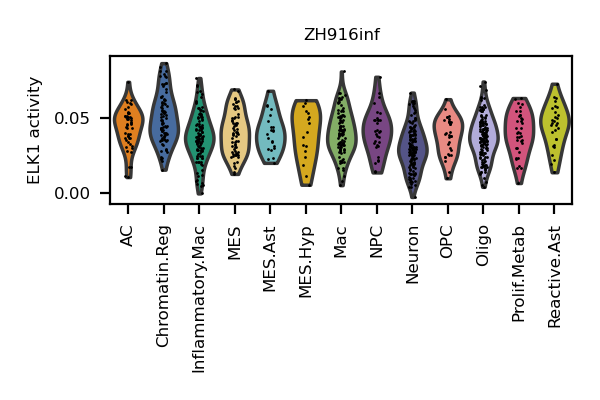 ZH916inf
ELK1 activity
0.05
0.00
AC
Chromatin.Reg
Inflammatory.Mac
MES
MES.Ast
MES.Hyp
Mac
NPC
Neuron
OPC
Oligo
Prolif.Metab
Reactive.Ast